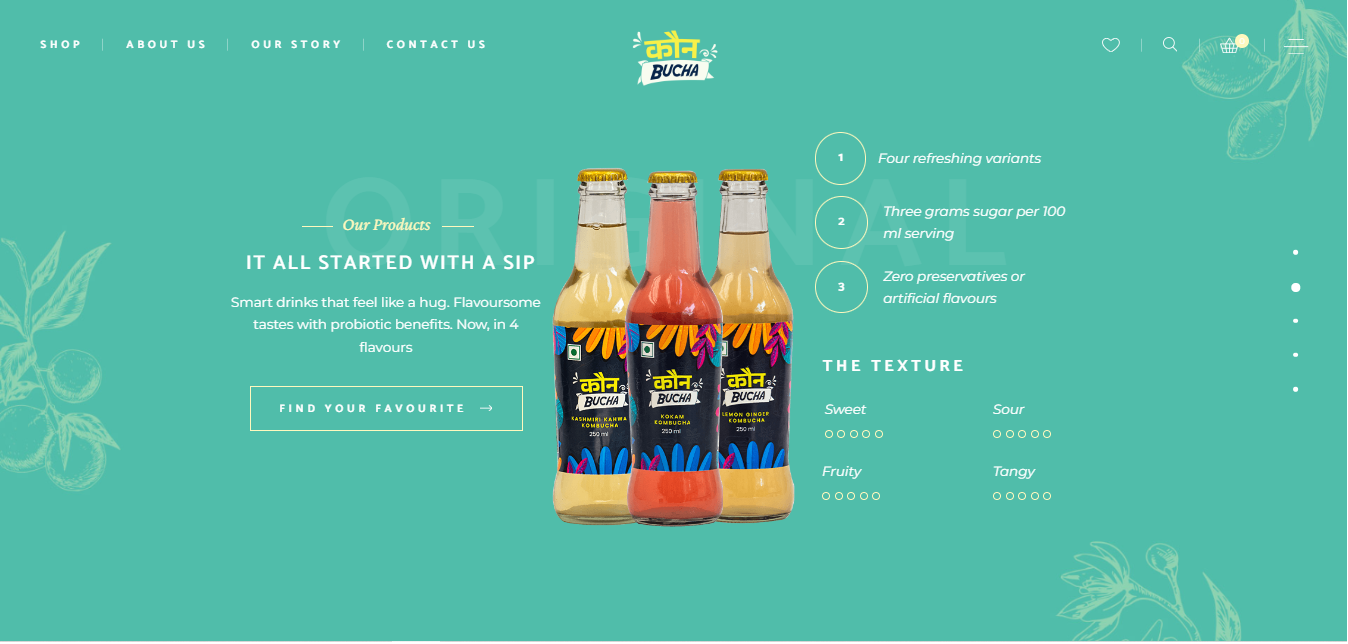 SHOP
ABOUT US
OUR STORY
CONTACT US
कौन
BUCHA
ORIGINAL
Our Products
IT ALL STARTED WITH A SIP
Smart drinks that feel like a hug. Flavoursome
tastes with probiotic benefits. Now, in 4
flavours
FIND YOUR FAVOURITE
कौन
BUCHA
KASHMIRI KAHWA
KOMBUCHA
250 ml
कौन
BUCHA
KOKAM
KOMBUCHA
250 ml
कौन
BUCHA
LEMON GINGER
KOMBUCHA
250 ml
1
Four refreshing variants
2
Three grams sugar per 100
ml serving
3
Zero preservatives or
artificial flavours
THE TEXTURE
Sweet
Sour
Fruity
Tangy